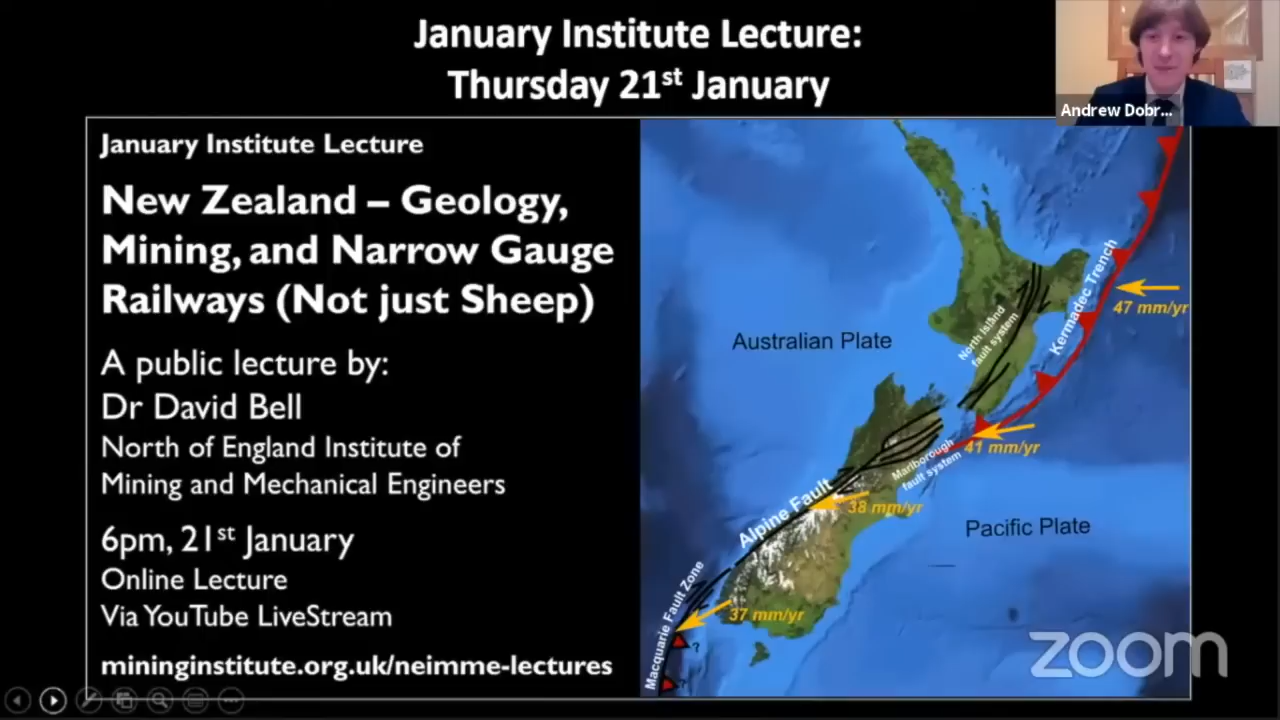 January Institute Lecture:
Thursday 21st January
Andrew Dobr...
January Institute Lecture
New Zealand – Geology,
Mining, and Narrow Gauge
Railways (Not just Sheep)
A public lecture by:
Dr David Bell
North of England Institute of
Mining and Mechanical Engineers
6pm, 21st January
Online Lecture
Via YouTube LiveStream
mininginstitute.org.uk/neimme-lectures
Kermadec Trench
47 mm/yr
North Island
fault system
Australian Plate
41 mm/yr
Marlborough
fault system
38 mm/yr
Alpine Fault
Pacific Plate
Macquarie Fault Zone
37 mm/yr
?
?
zoom